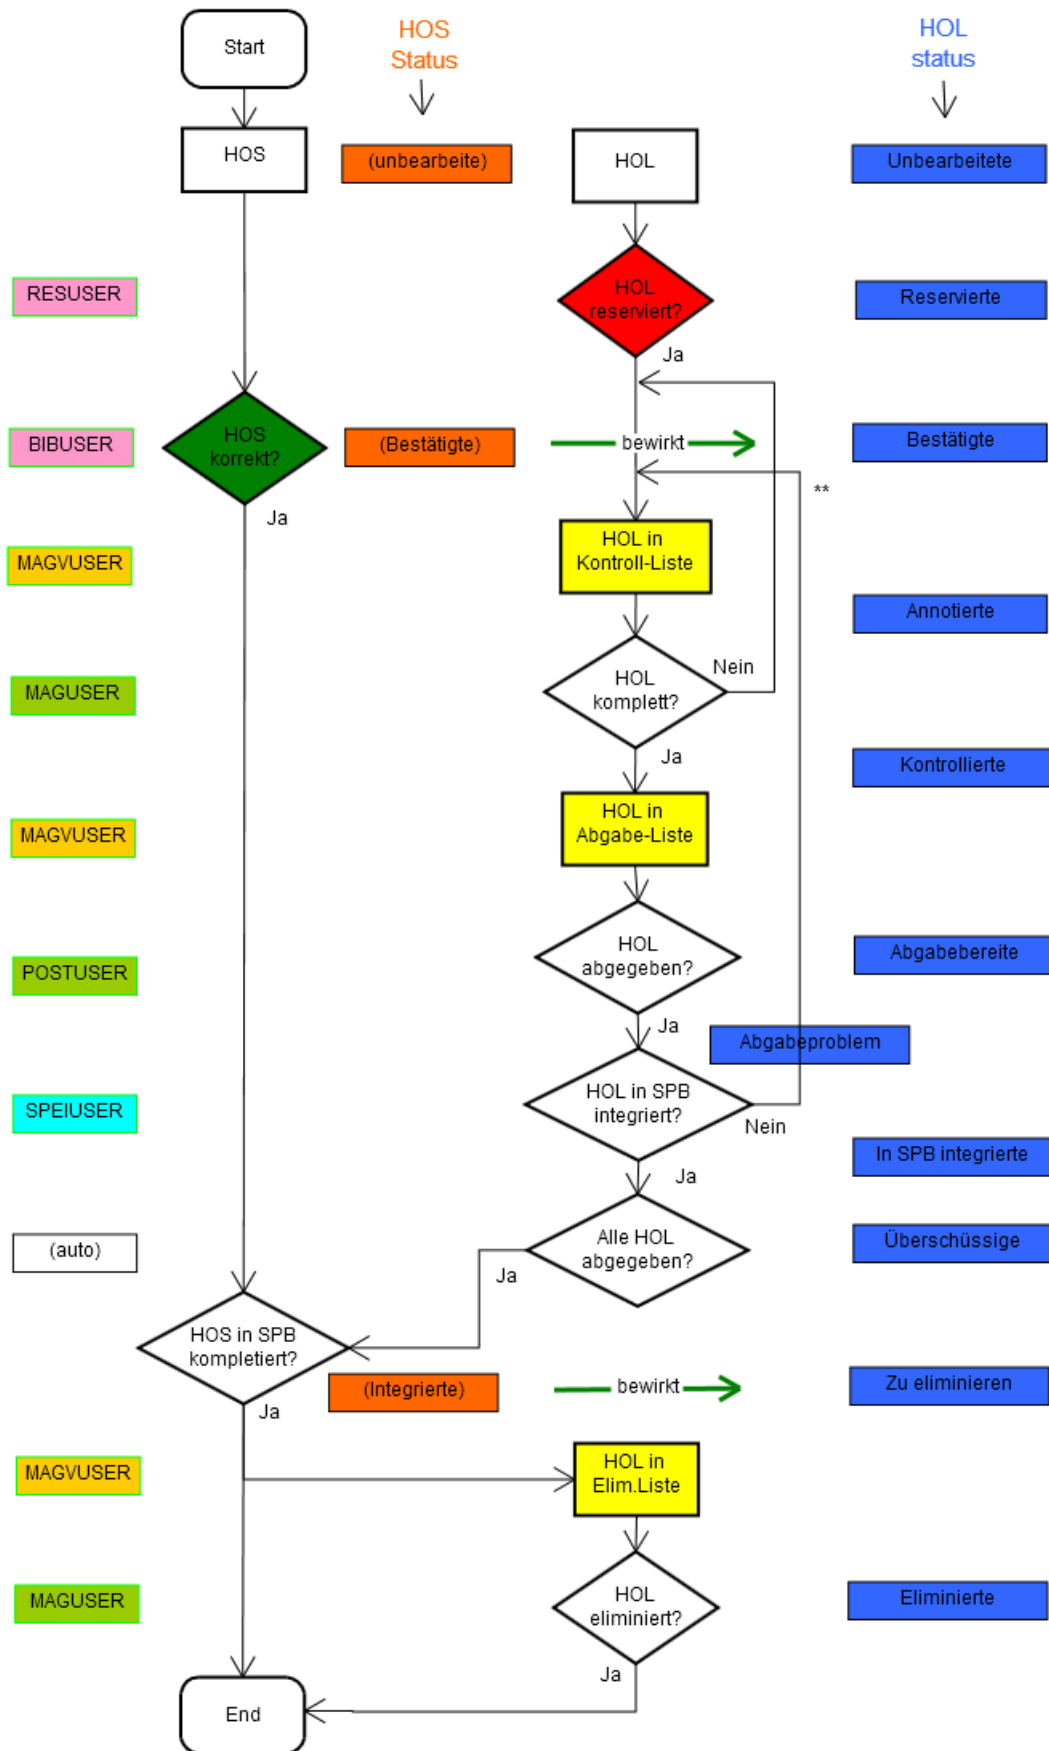 Start
HOS
Status
HOL
status
HOS
(unbearbeite)
HOL
Unbearbeitete
RESUSER
HOL
reserviert?
Reservierte
Ja
BIBUSER
HOS
korrekt?
(Bestätigte)
bewirkt
Bestätigte
**
Ja
MAGVUSER
HOL in
Kontroll-Liste
Annotierte
MAGUSER
HOL
komplett?
Nein
Ja
Kontrollierte
MAGVUSER
HOL in
Abgabe-Liste
POSTUSER
HOL
abgegeben?
Abgabebereite
Ja
Abgabeproblem
SPEIUSER
HOL in SPB
integriert?
Nein
In SPB integrierte
Ja
(auto)
Alle HOL
abgegeben?
Überschüssige
Ja
HOS in SPB
kompletiert?
(Integrierte)
bewirkt
Zu eliminieren
Ja
MAGVUSER
HOL in
Elim.Liste
MAGUSER
HOL
eliminiert?
Eliminierte
Ja
End